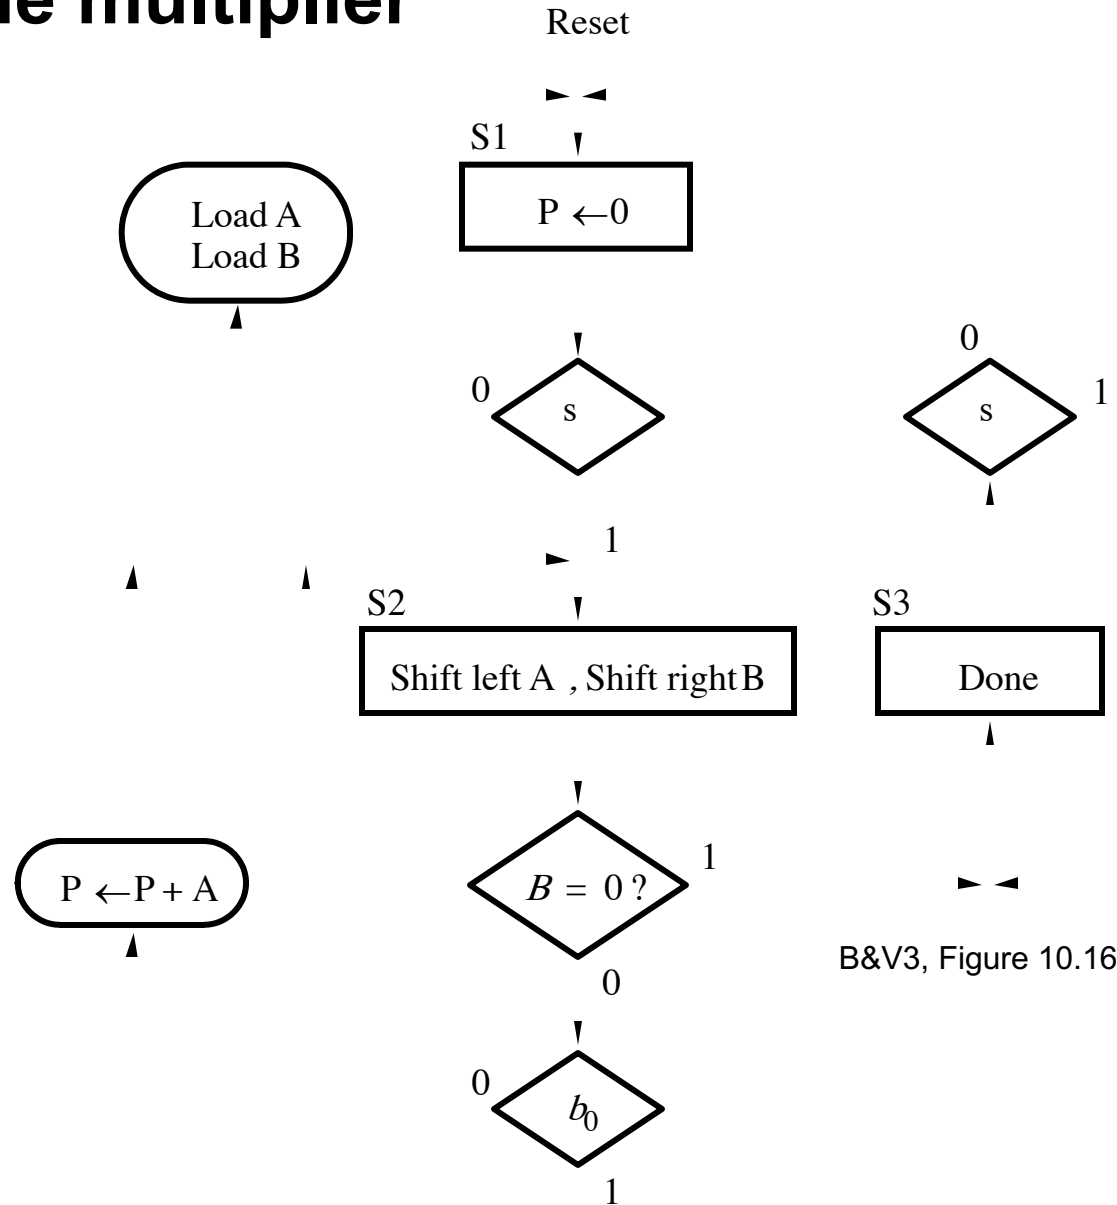 multiplier
Reset
S1
P ←0
Load A
Load B
0
s
1
0
s
1
S2
Shift left A , Shift right B
S3
Done
B = 0 ?
1
0
P ←P + A
B&V3, Figure 10.16
0
b0
1